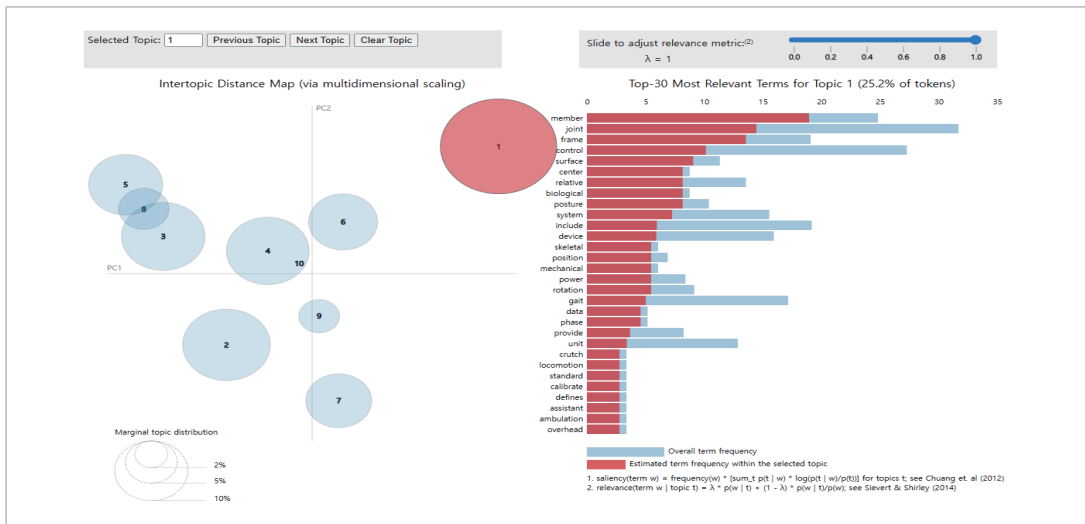 Selected Topic: 1 Previous Topic Next Topic Clear Topic
Slide to adjust relevance metric:(2)
λ = 1
0.0 0.2 0.4 0.6 0.8 1.0
Intertopic Distance Map (via multidimensional scaling)
PC2
PC1
1
5
8
3
4
10
6
9
2
7
Marginal topic distribution
2%
5%
10%
Top-30 Most Relevant Terms for Topic 1 (25.2% of tokens)
0 5 10 15 20 25 30 35
member
joint
frame
control
surface
center
relative
biological
posture
system
include
device
skeletal
position
mechanical
power
rotation
gait
data
phase
provide
unit
crutch
locomotion
standard
calibrate
defines
assistant
ambulation
overhead
Overall term frequency
Estimated term frequency within the selected topic
1. saliency(term w) = frequency(w) * [sum_t p(t | w) * log(p(t | w)/p(t))] for topics t; see Chuang et. al (2012)
2. relevance(term w | topic t) = λ * p(w | t) + (1 - λ) * p(w | t)/p(w); see Sievert & Shirley (2014)